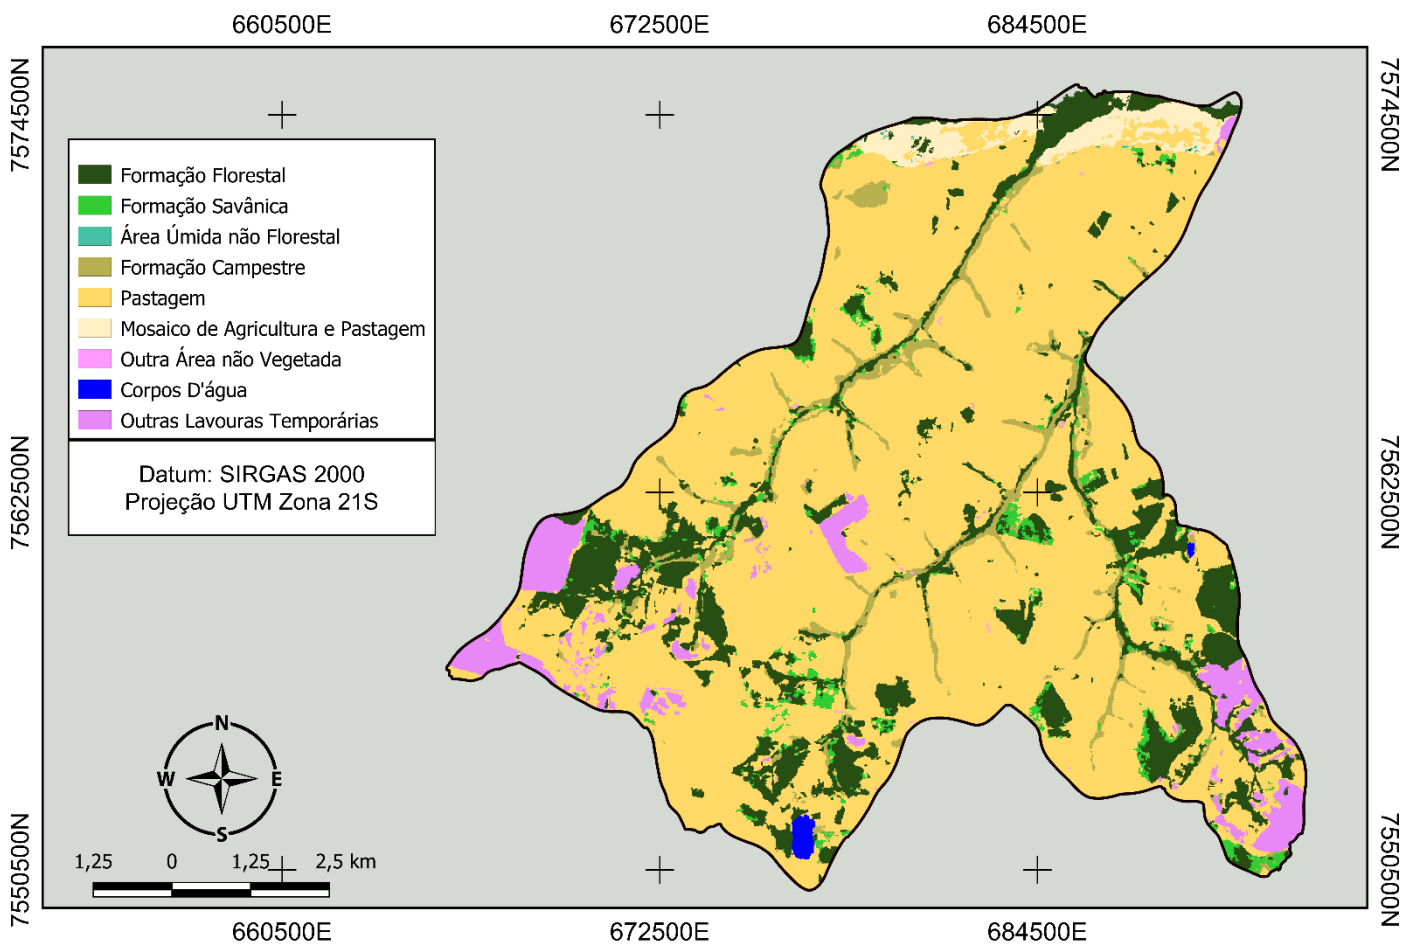 660500E 672500E 684500E
7574500N 7574500N
Formação Florestal
Formação Savânica
Área Úmida não Florestal
Formação Campestre
Pastagem
Mosaico de Agricultura e Pastagem
Outra Área não Vegetada
Corpos D'água
Outras Lavouras Temporárias
Datum: SIRGAS 2000
Projeção UTM Zona 21S
7562500N 7562500N
N
W E
S
1,25 0 1,25 2,5 km
7550500N 7550500N
660500E 672500E 684500E